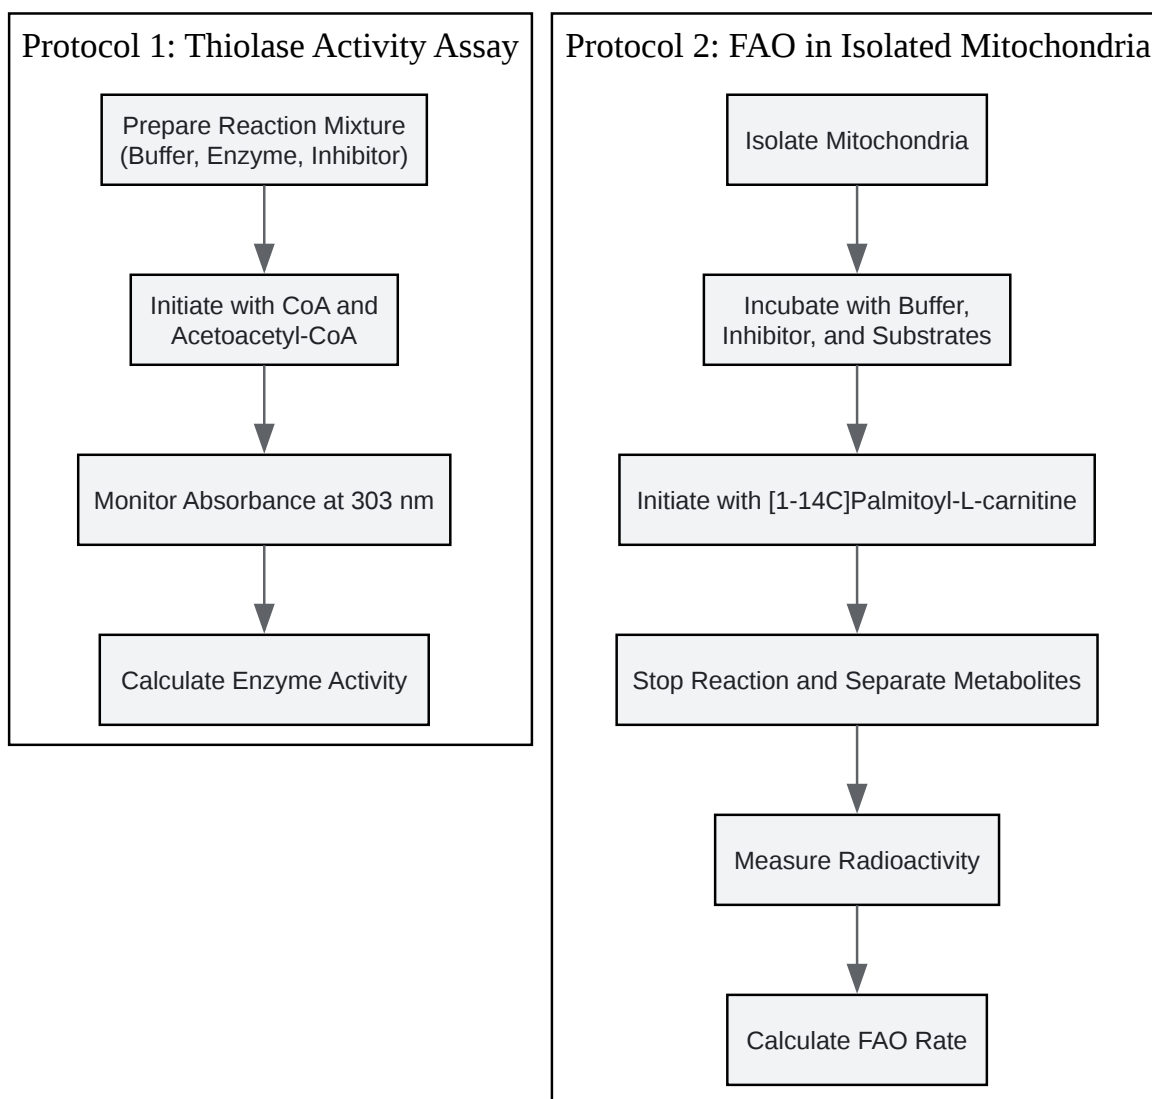 Protocol 1: Thiolase Activity Assay
Prepare Reaction Mixture
(Buffer, Enzyme, Inhibitor)
Initiate with CoA and
Acetoacetyl-CoA
Monitor Absorbance at 303 nm
Calculate Enzyme Activity
Protocol 2: FAO in Isolated Mitochondria
Isolate Mitochondria
Incubate with Buffer,
Inhibitor, and Substrates
Initiate with [1-14C]Palmitoyl-L-carnitine
Stop Reaction and Separate Metabolites
Measure Radioactivity
Calculate FAO Rate